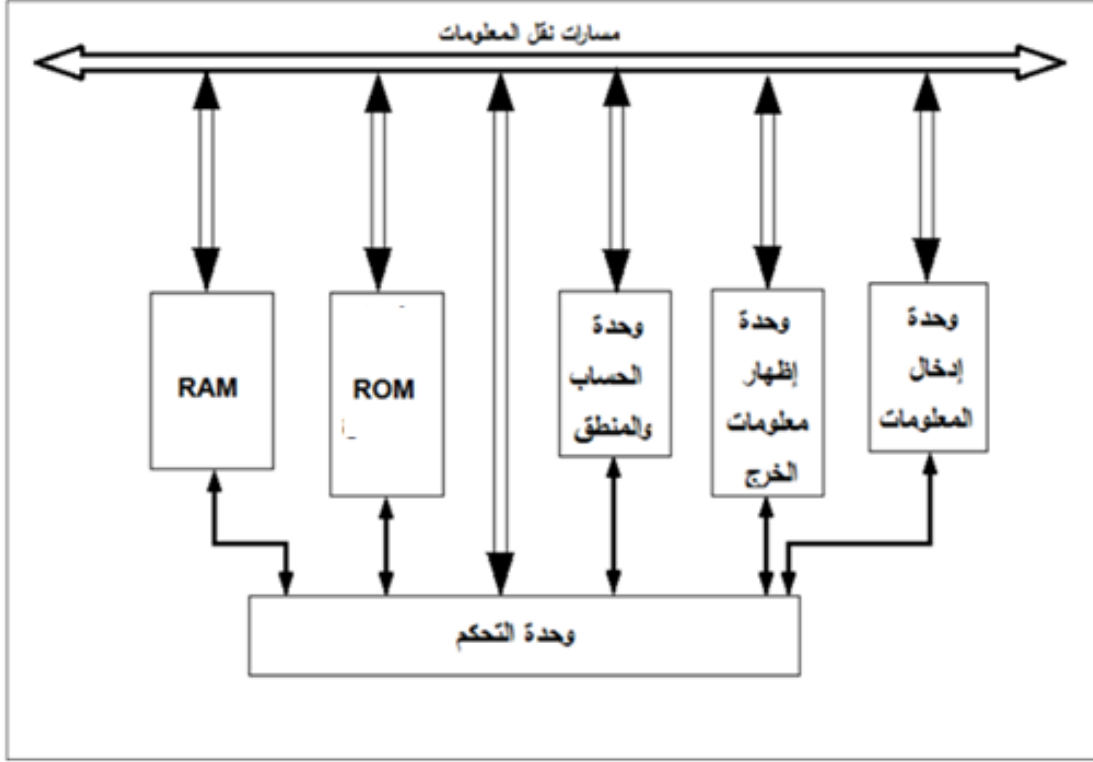 مسارات نقل المعلومات
وحدة
إدخال
المعلومات
وحدة
إظهار
معلومات
الخرج
وحدة
الحساب
والمنطق
ROM
RAM
وحدة التحكم